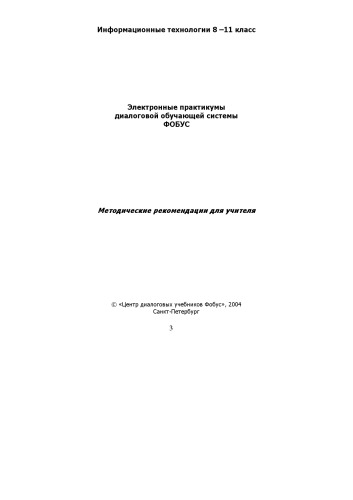 Информационные технологии 8 –11 класс
Электронные практикумы
диалоговой обучающей системы
ФОБУС
Методические рекомендации для учителя
© «Центр диалоговых учебников Фобус», 2004
Санкт-Петербург
3